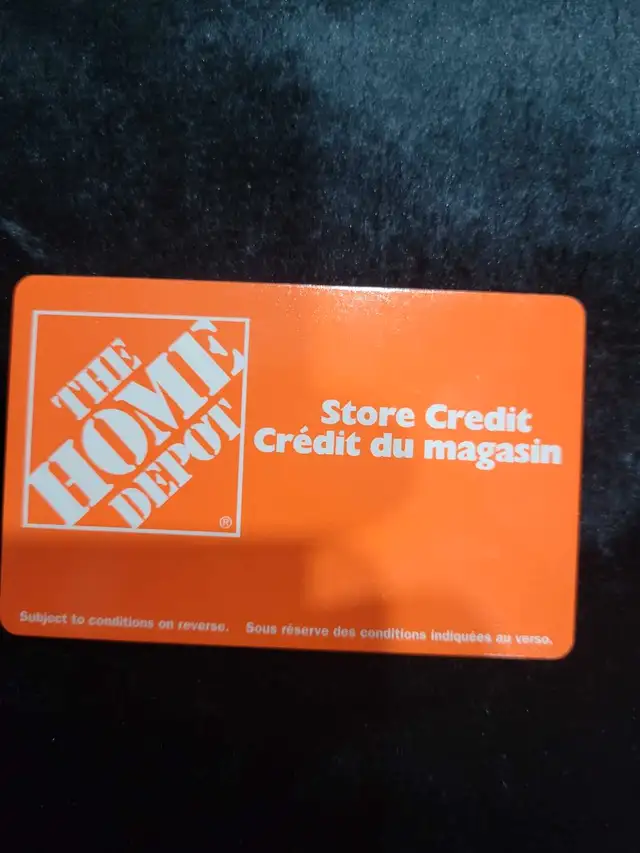 THE
HOME
DEPOT
®
Store Credit
Crédit du magasin
Subject to conditions on reverse. Sous réserve des conditions indiquées au verso.